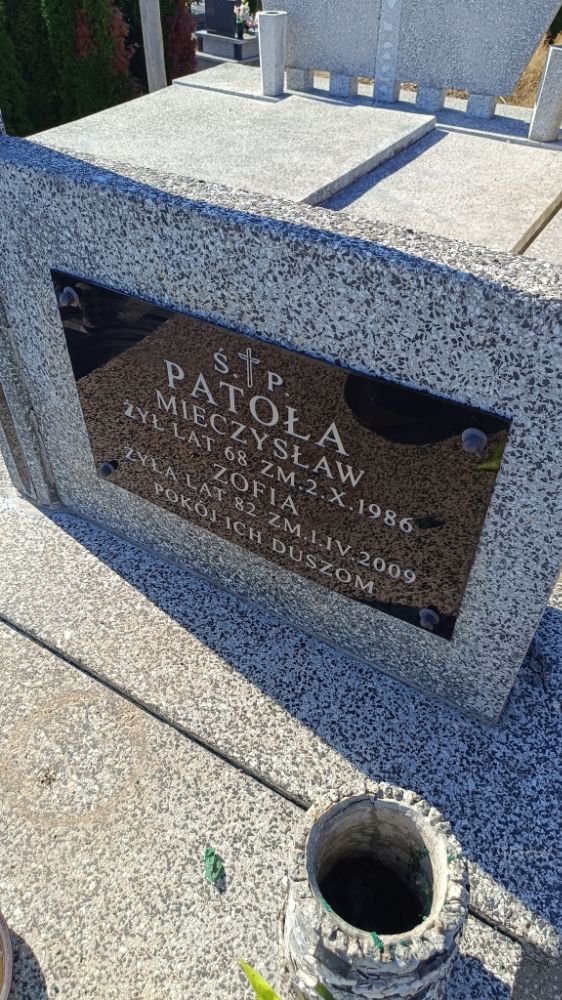 Ś. P.
PATOŁA
MIECZYSŁAW
ŻYŁ LAT 68 ZM.2.X.1986
ZOFIA
ŻYŁA LAT 82 ZM.1.IV.2009
POKÓJ ICH DUSZOM